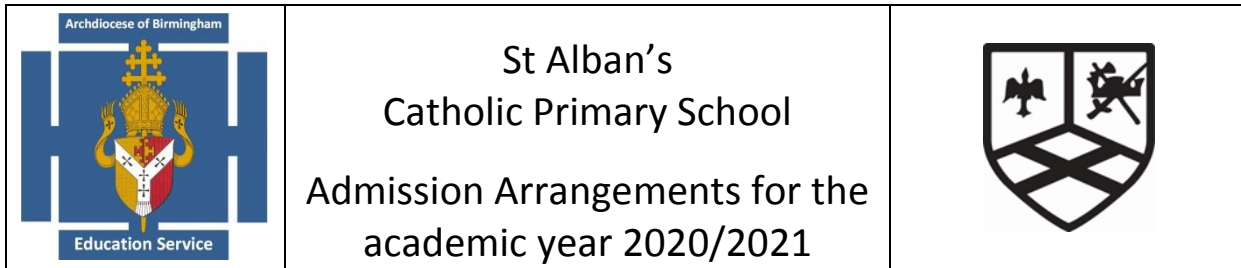 Archdiocese of Birmingham
Education Service
St Alban’s
Catholic Primary School
Admission Arrangements for the
academic year 2020/2021